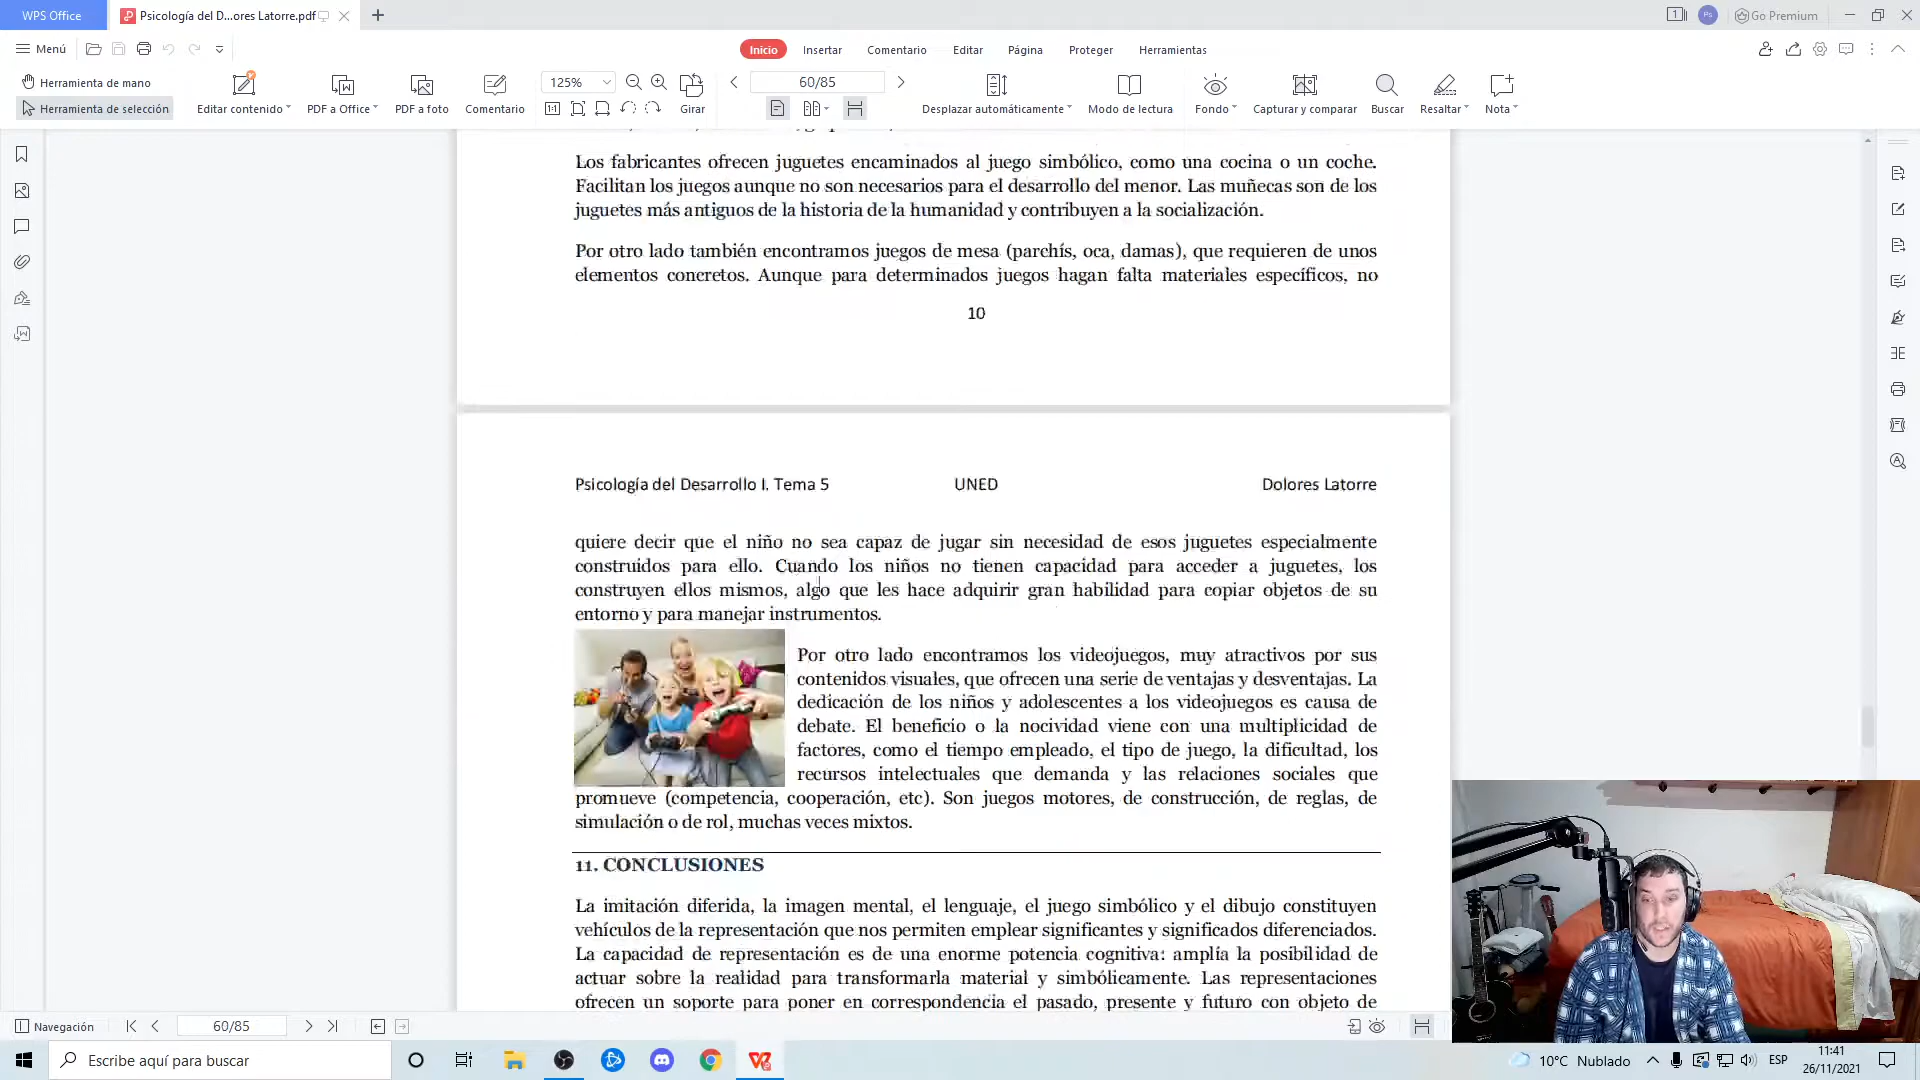 WPS Office
Psicología del D...ores Latorre.pdf
Go Premium
Menú
Inicio
Insertar
Comentario
Editar
Página
Proteger
Herramientas
Herramienta de mano
Herramienta de selección
Editar contenido
PDF a Office
PDF a foto
Comentario
125%
Girar
60/85
Desplazar automáticamente
Modo de lectura
Fondo
Capturar y comparar
Buscar
Resaltar
Nota
Los fabricantes ofrecen juguetes encaminados al juego simbólico, como una cocina o un coche.
Facilitan los juegos aunque no son necesarios para el desarrollo del menor. Las muñecas son de los
juguetes más antiguos de la historia de la humanidad y contribuyen a la socialización.
Por otro lado también encontramos juegos de mesa (parchís, oca, damas), que requieren de unos
elementos concretos. Aunque para determinados juegos hagan falta materiales específicos, no
10
Psicología del Desarrollo I. Tema 5 UNED Dolores Latorre
quiere decir que el niño no sea capaz de jugar sin necesidad de esos juguetes especialmente
construidos para ello. Cuando los niños no tienen capacidad para acceder a juguetes, los
construyen ellos mismos, algo que les hace adquirir gran habilidad para copiar objetos de su
entorno y para manejar instrumentos.
Por otro lado encontramos los videojuegos, muy atractivos por sus
contenidos visuales, que ofrecen una serie de ventajas y desventajas. La
dedicación de los niños y adolescentes a los videojuegos es causa de
debate. El beneficio o la nocividad viene con una multiplicidad de
factores, como el tiempo empleado, el tipo de juego, la dificultad, los
recursos intelectuales que demanda y las relaciones sociales que
promueve (competencia, cooperación, etc). Son juegos motores, de construcción, de reglas, de
simulación o de rol, muchas veces mixtos.
11. CONCLUSIONES
La imitación diferida, la imagen mental, el lenguaje, el juego simbólico y el dibujo constituyen
vehículos de la representación que nos permiten emplear significantes y significados diferenciados.
La capacidad de representación es de una enorme potencia cognitiva: amplía la posibilidad de
actuar sobre la realidad para transformarla material y simbólicamente. Las representaciones
ofrecen un soporte para poner en correspondencia el pasado, presente y futuro con objeto de
Navegación
60/85
Escribe aquí para buscar
10°C Nublado
ESP
11:41
26/11/2021